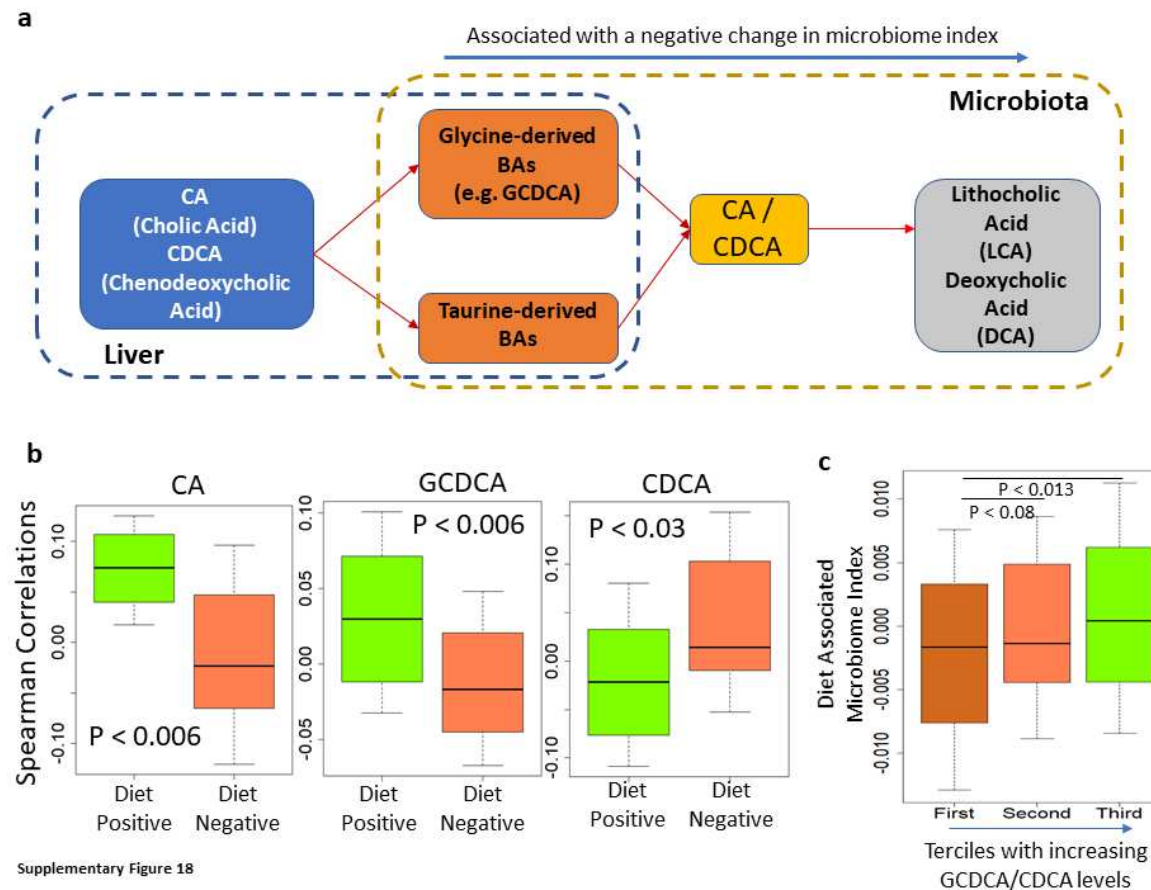 a
Associated with a negative change in microbiome index
Microbiota
Glycine-derived
BAs
(e.g. GCDCA)
CA
(Cholic Acid)
CDCA
(Chenodeoxycholic
Acid)
CA /
CDCA
Lithocholic
Acid
(LCA)
Deoxycholic
Acid
(DCA)
Taurine-derived
BAs
Liver
b
CA
GCDCA
CDCA
Spearman Correlations
0.10
0.00
-0.10
P < 0.006
Diet
Positive
Diet
Negative
0.10
0.05
0.00
-0.05
P < 0.006
Diet
Positive
Diet
Negative
0.10
0.00
-0.10
P < 0.03
Diet
Positive
Diet
Negative
c
Diet Associated
Microbiome Index
0.010
0.005
0.000
-0.005
-0.010
P < 0.013
P < 0.08
First Second Third
Terciles with increasing
GCDCA/CDCA levels
Supplementary Figure 18